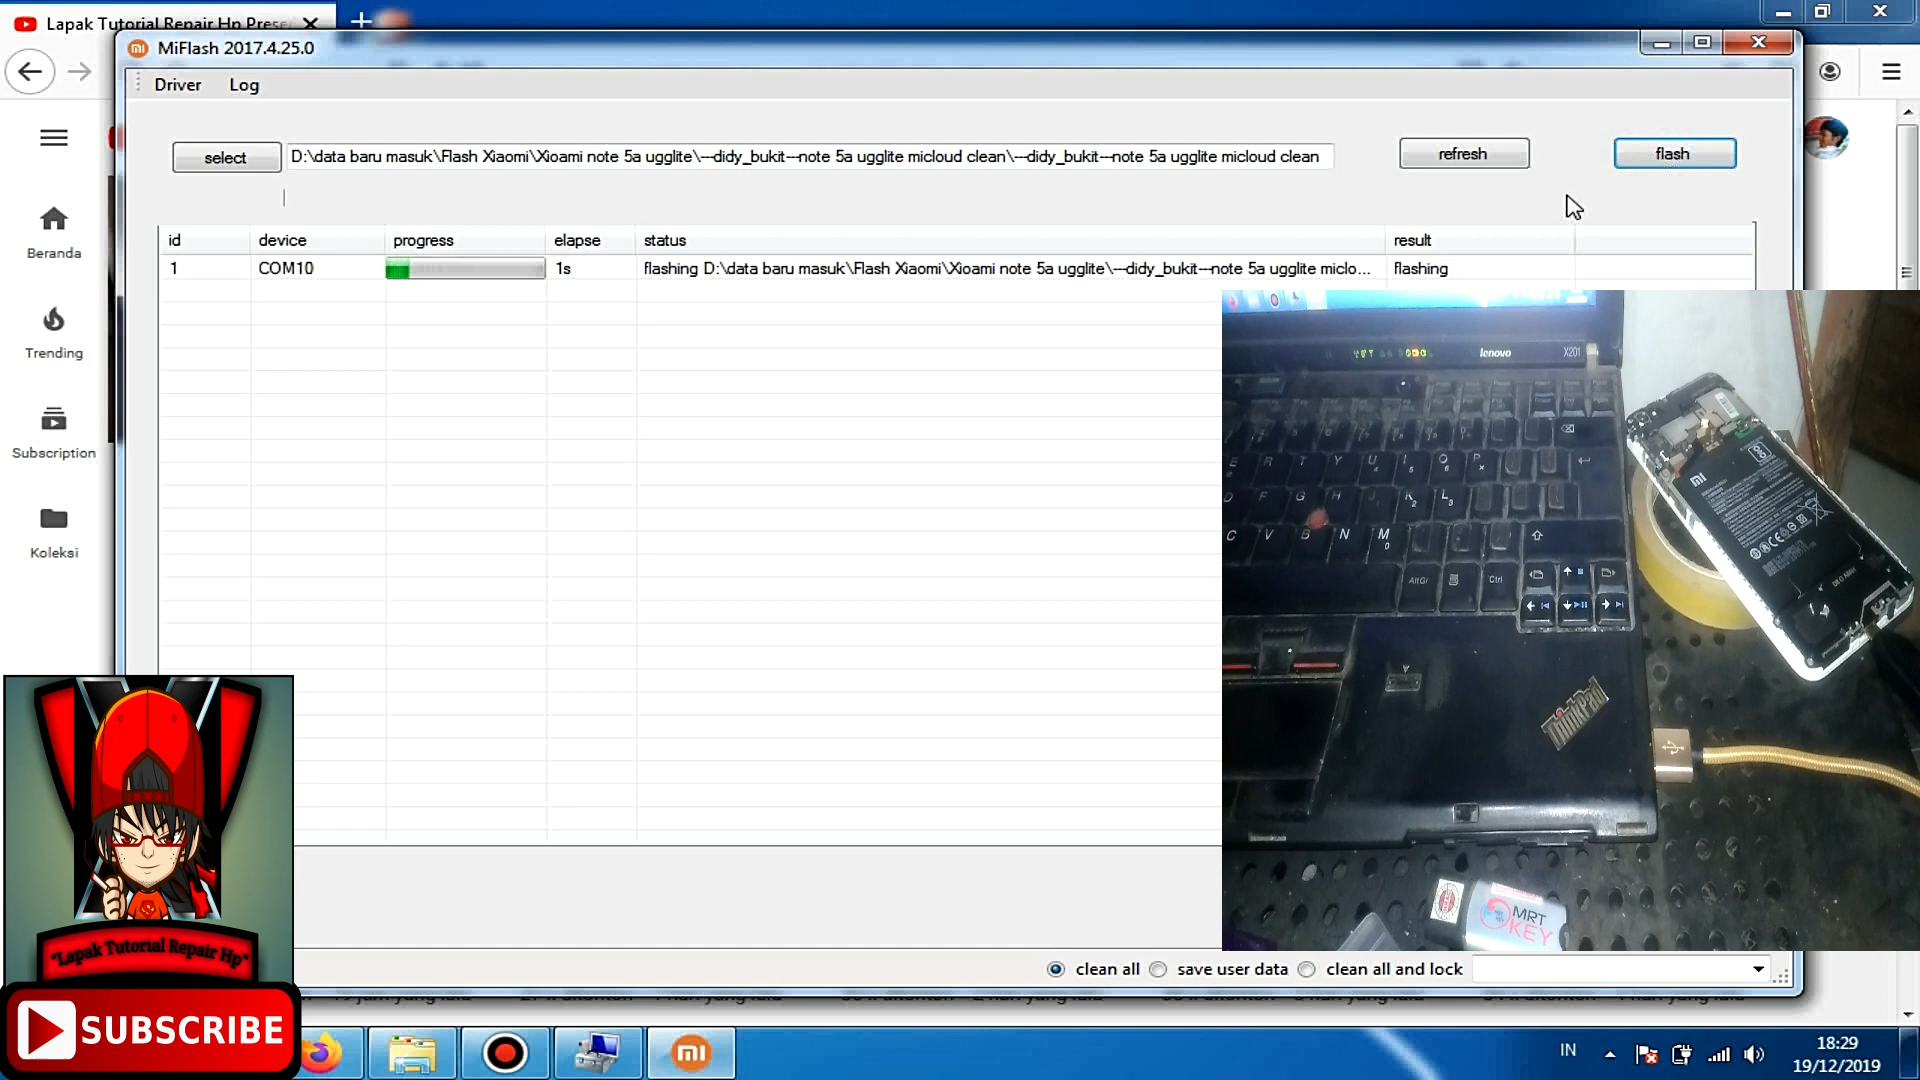 Lapak Tutorial Repair Hp Prese
MiFlash 2017.4.25.0
Driver Log
select D:\data baru masuk\Flash Xiaomi\Xioami note 5a ugglite\---didy_bukit---note 5a ugglite micloud clean\---didy_bukit---note 5a ugglite micloud clean refresh flash
id device progress elapse status result
1 COM10 1s flashing D:\data baru masuk\Flash Xiaomi\Xioami note 5a ugglite\---didy_bukit---note 5a ugglite miclo... flashing
Beranda
Trending
Subscription
Koleksi
lenovo X201
E R T Y U I O P
F G H J K L
C V B N M
AltGr Ctrl
ThinkPad
MRT
KEY
"Lapak Tutorial Repair Hp"
SUBSCRIBE
clean all save user data clean all and lock
IN 18:29
19/12/2019